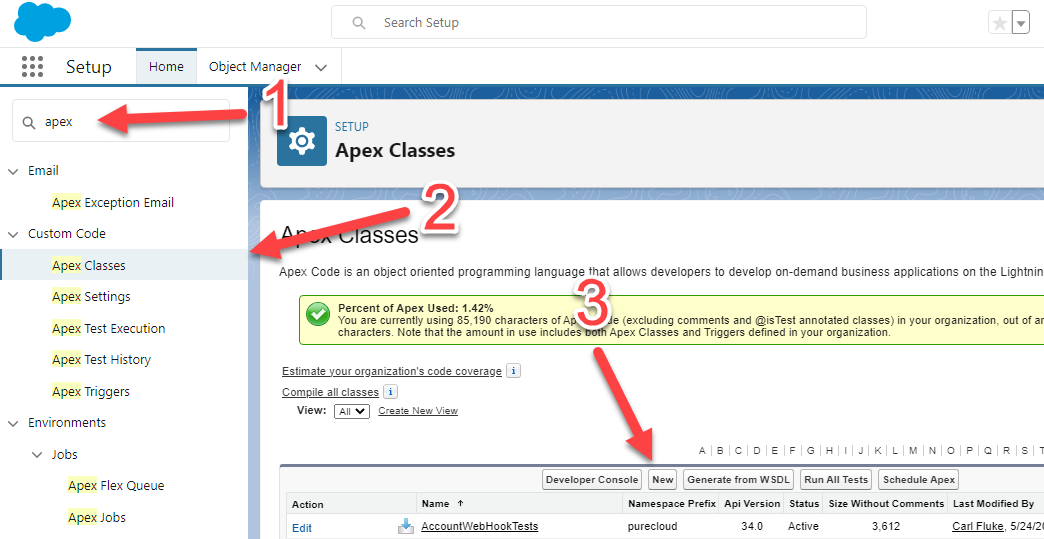 Search Setup
Setup
Home
Object Manager
1
apex
SETUP
Apex Classes
Email
Apex Exception Email
2
Custom Code
Apex Classes
Apex Classes
Apex Settings
Apex Test Execution
Apex Test History
Apex Triggers
Environments
Jobs
Apex Flex Queue
Apex Jobs
Apex Code is an object oriented programming language that allows developers to develop on-demand business applications on the Lightnin
3
Percent of Apex Used: 1.42%
You are currently using 85,190 characters of Apex Code (excluding comments and @isTest annotated classes) in your organization, out of an
characters. Note that the amount in use includes both Apex Classes and Triggers defined in your organization.
Estimate your organization's code coverage i
Compile all classes i
View: All Create New View
A | B | C | D | E | F | G | H | I | J | K | L | M | N | O | P | Q | R | S | T
Developer Console New Generate from WSDL Run All Tests Schedule Apex
Action Name ↑ Namespace Prefix Api Version Status Size Without Comments Last Modified By
Edit AccountWebHookTests purecloud 34.0 Active 3,612 Carl Fluke, 5/24/20